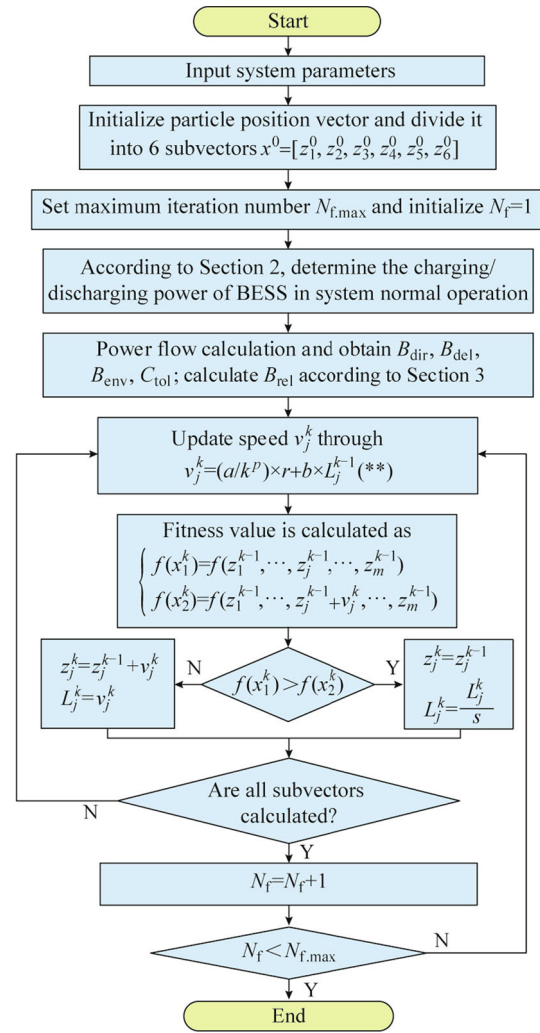 Start
Input system parameters
Initialize particle position vector and divide it
into 6 subvectors x⁰=[z₁⁰, z₂⁰, z₃⁰, z₄⁰, z₅⁰, z₆⁰]
Set maximum iteration number N_f.max and initialize N_f=1
According to Section 2, determine the charging/
discharging power of BESS in system normal operation
Power flow calculation and obtain B_dir, B_del,
B_env, C_tol; calculate B_rel according to Section 3
Update speed v_j^k through
v_j^k=(a/k^p)×r+b×L_j^{k−1}(**)
Fitness value is calculated as
{ f(x₁^k)=f(z₁^{k−1},⋯, z_j^{k−1},⋯, z_m^{k−1})
f(x₂^k)=f(z₁^{k−1},⋯, z_j^{k−1}+v_j^k,⋯, z_m^{k−1})
z_j^k=z_j^{k−1}+v_j^k
L_j^k=v_j^k
N
f(x₁^k)>f(x₂^k)
Y
z_j^k=z_j^{k−1}
L_j^k=L_j^k/s
Are all subvectors
calculated?
N
Y
N_f=N_f+1
N_f<N_f.max
N
Y
End